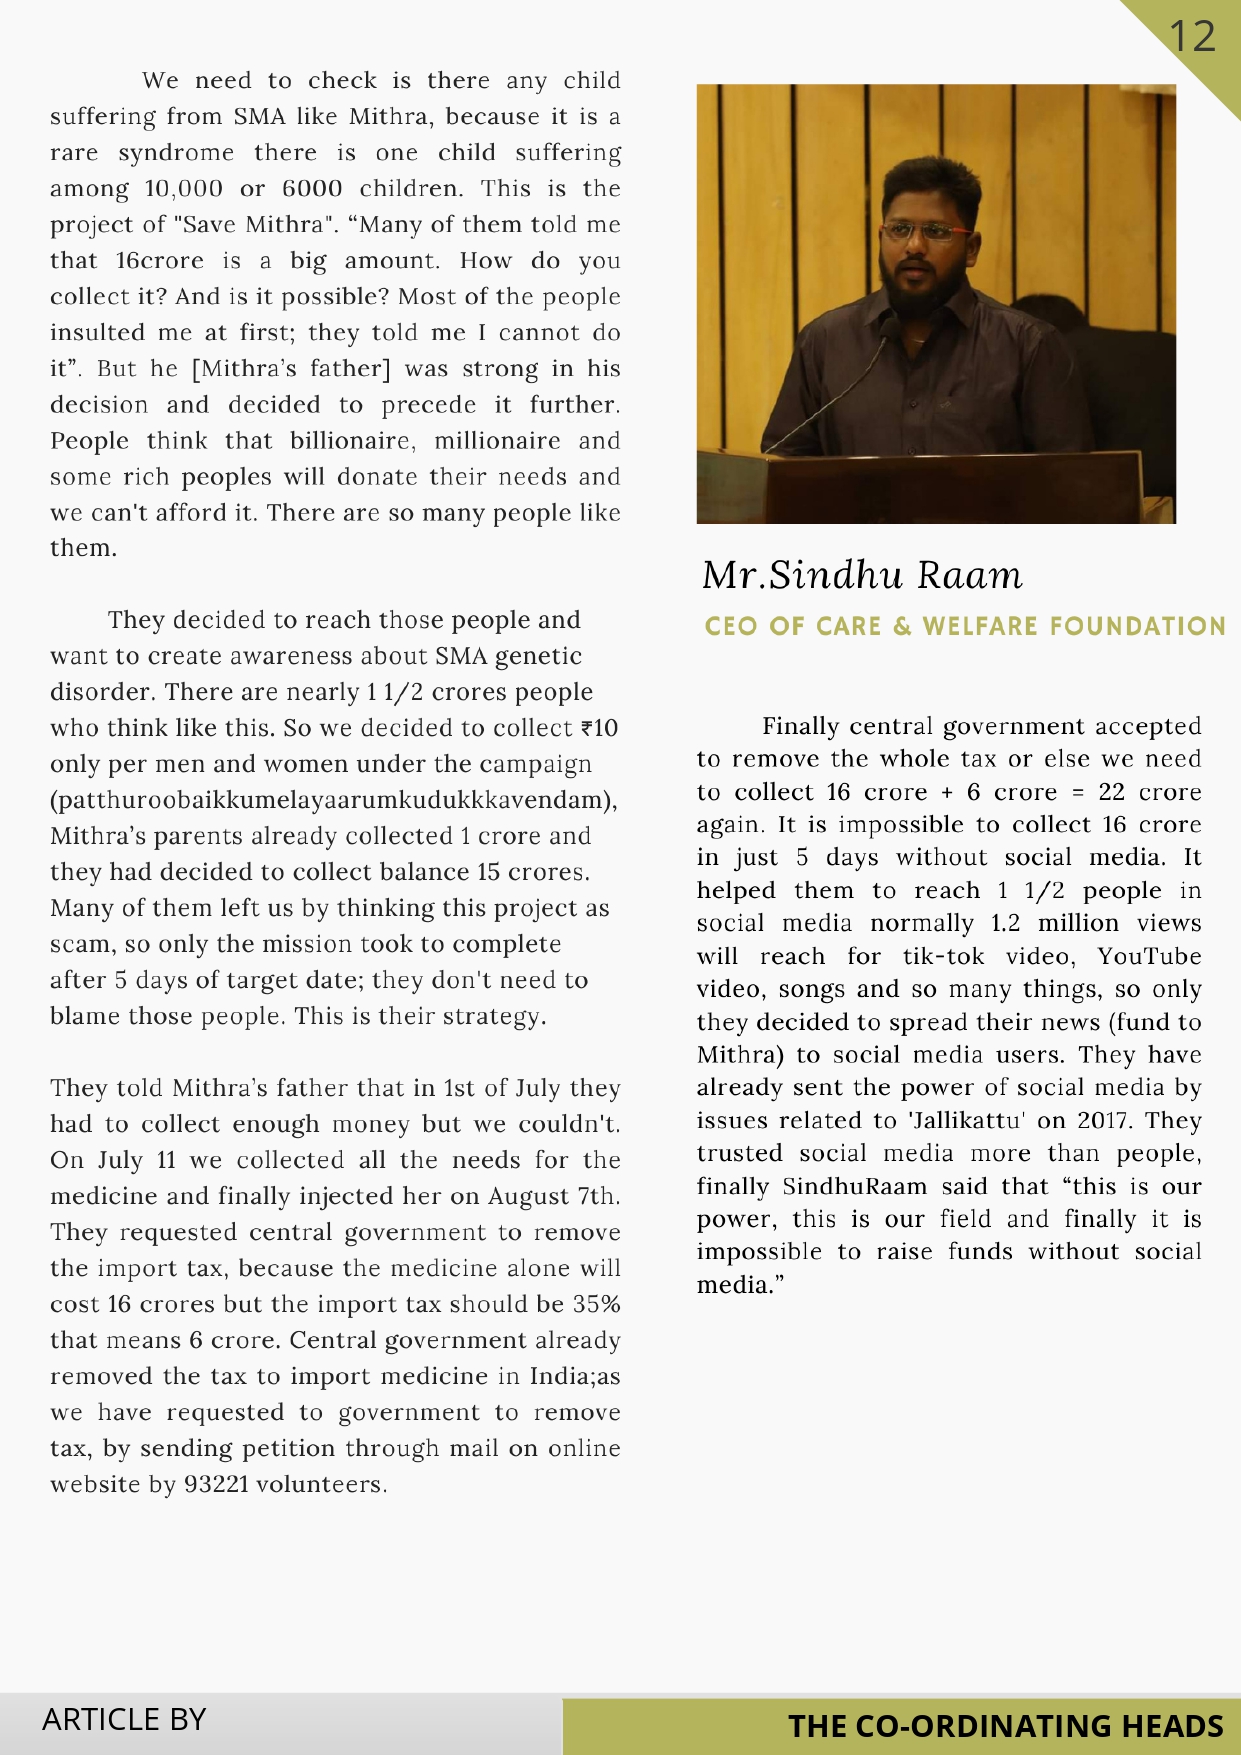 12
We need to check is there any child
suffering from SMA like Mithra, because it is a
rare syndrome there is one child suffering
among 10,000 or 6000 children. This is the
project of "Save Mithra". “Many of them told me
that 16crore is a big amount. How do you
collect it? And is it possible? Most of the people
insulted me at first; they told me I cannot do
it”. But he [Mithra’s father] was strong in his
decision and decided to precede it further.
People think that billionaire, millionaire and
some rich peoples will donate their needs and
we can't afford it. There are so many people like
them.
They decided to reach those people and
want to create awareness about SMA genetic
disorder. There are nearly 1 1/2 crores people
who think like this. So we decided to collect ₹10
only per men and women under the campaign
(patthuroobaikkumelayaarumkudukkkavendam),
Mithra’s parents already collected 1 crore and
they had decided to collect balance 15 crores.
Many of them left us by thinking this project as
scam, so only the mission took to complete
after 5 days of target date; they don't need to
blame those people. This is their strategy.
They told Mithra’s father that in 1st of July they
had to collect enough money but we couldn't.
On July 11 we collected all the needs for the
medicine and finally injected her on August 7th.
They requested central government to remove
the import tax, because the medicine alone will
cost 16 crores but the import tax should be 35%
that means 6 crore. Central government already
removed the tax to import medicine in India;as
we have requested to government to remove
tax, by sending petition through mail on online
website by 93221 volunteers.
Mr.Sindhu Raam
CEO OF CARE & WELFARE FOUNDATION
Finally central government accepted
to remove the whole tax or else we need
to collect 16 crore + 6 crore = 22 crore
again. It is impossible to collect 16 crore
in just 5 days without social media. It
helped them to reach 1 1/2 people in
social media normally 1.2 million views
will reach for tik-tok video, YouTube
video, songs and so many things, so only
they decided to spread their news (fund to
Mithra) to social media users. They have
already sent the power of social media by
issues related to 'Jallikattu' on 2017. They
trusted social media more than people,
finally SindhuRaam said that “this is our
power, this is our field and finally it is
impossible to raise funds without social
media.”
ARTICLE BY
THE CO-ORDINATING HEADS